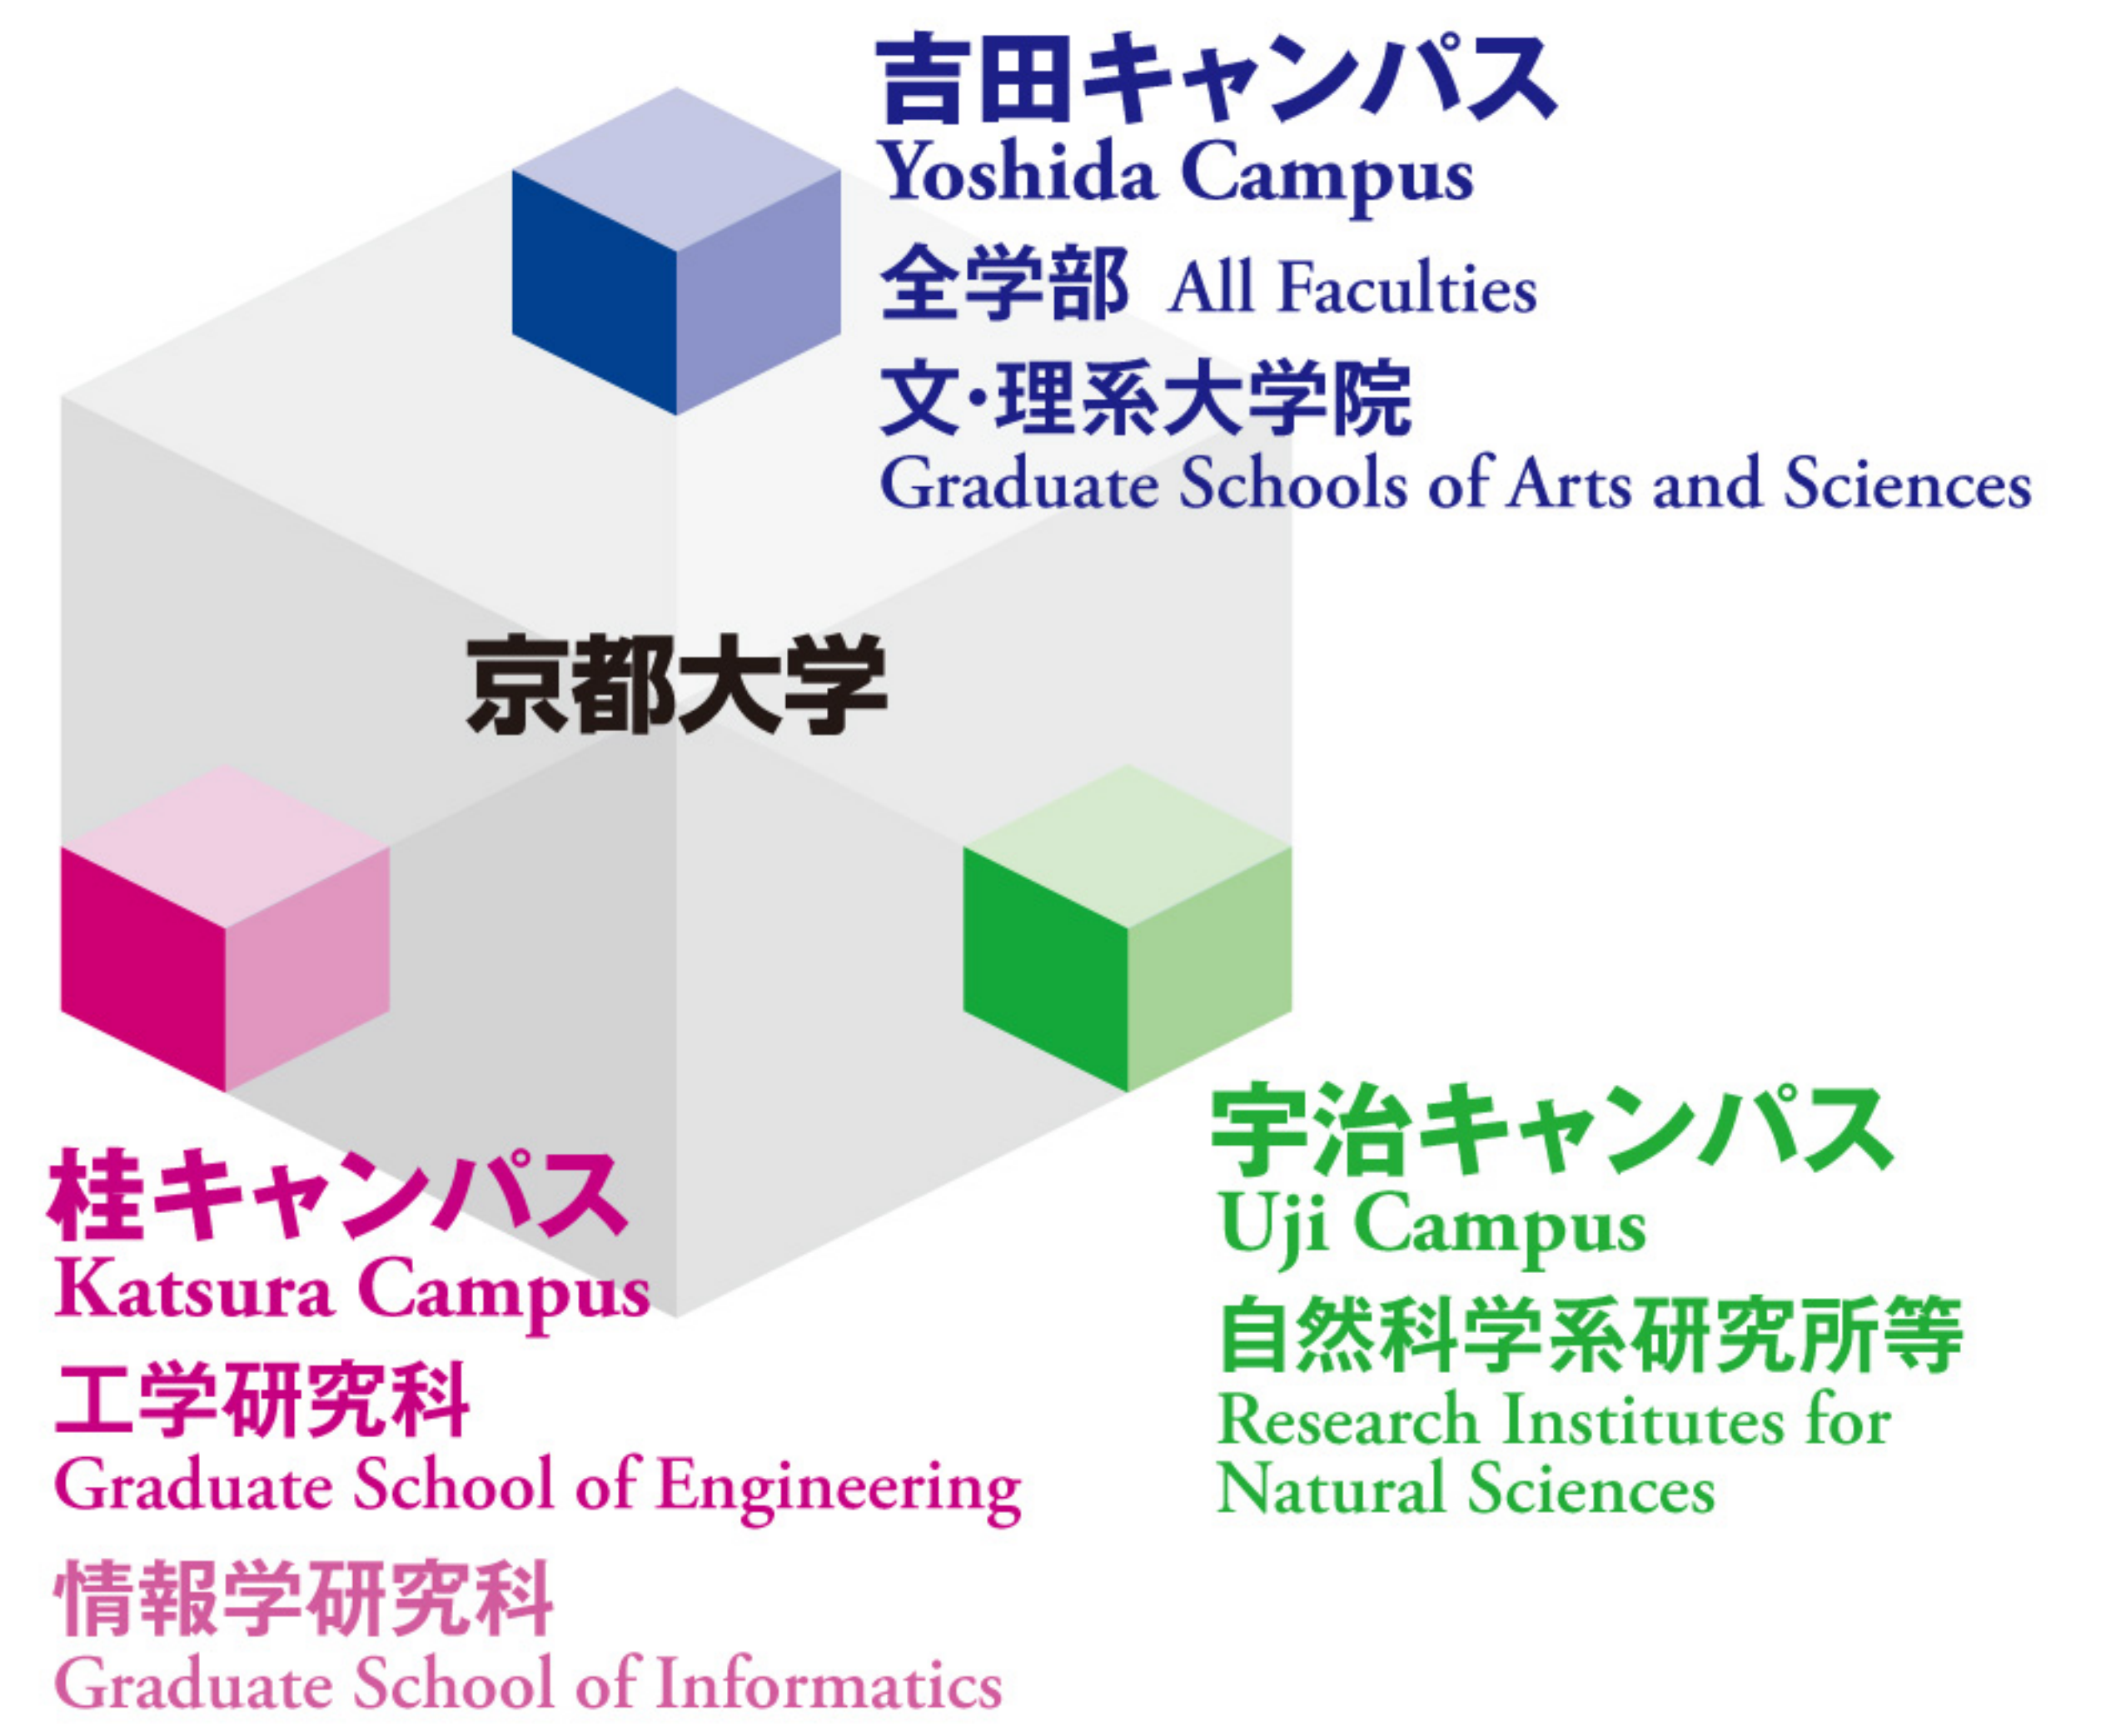 吉田キャンパス
Yoshida Campus
全学部 All Faculties
文・理系大学院
Graduate Schools of Arts and Sciences
京都大学
桂キャンパス
Katsura Campus
工学研究科
Graduate School of Engineering
情報学研究科
Graduate School of Informatics
宇治キャンパス
Uji Campus
自然科学系研究所等
Research Institutes for
Natural Sciences